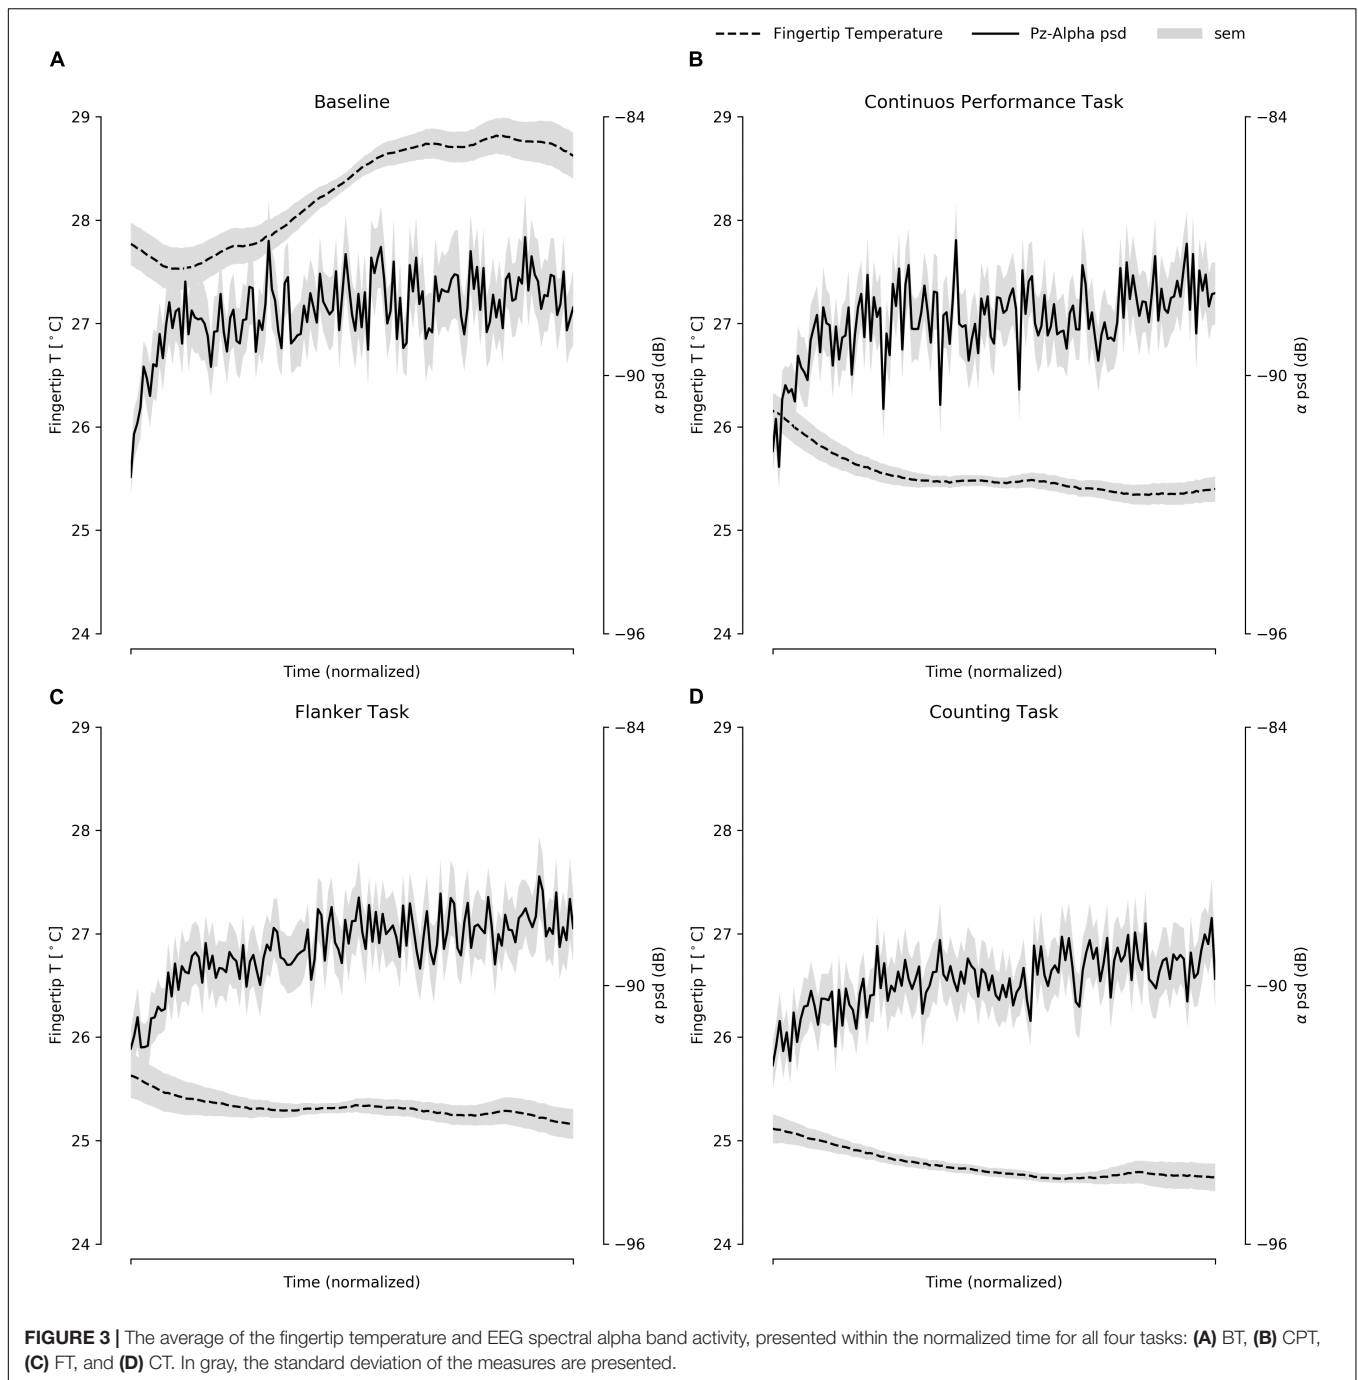 Fingertip Temperature Pz-Alpha psd sem
A
Baseline
29
28
27
26
25
24
Fingertip T [ ° C]
−84
−90
−96
α psd (dB)
Time (normalized)
B
Continuos Performance Task
29
28
27
26
25
24
Fingertip T [ ° C]
−84
−90
−96
α psd (dB)
Time (normalized)
C
Flanker Task
29
28
27
26
25
24
Fingertip T [ ° C]
−84
−90
−96
α psd (dB)
Time (normalized)
D
Counting Task
29
28
27
26
25
24
Fingertip T [ ° C]
−84
−90
−96
α psd (dB)
Time (normalized)
FIGURE 3 | The average of the fingertip temperature and EEG spectral alpha band activity, presented within the normalized time for all four tasks: (A) BT, (B) CPT,
(C) FT, and (D) CT. In gray, the standard deviation of the measures are presented.